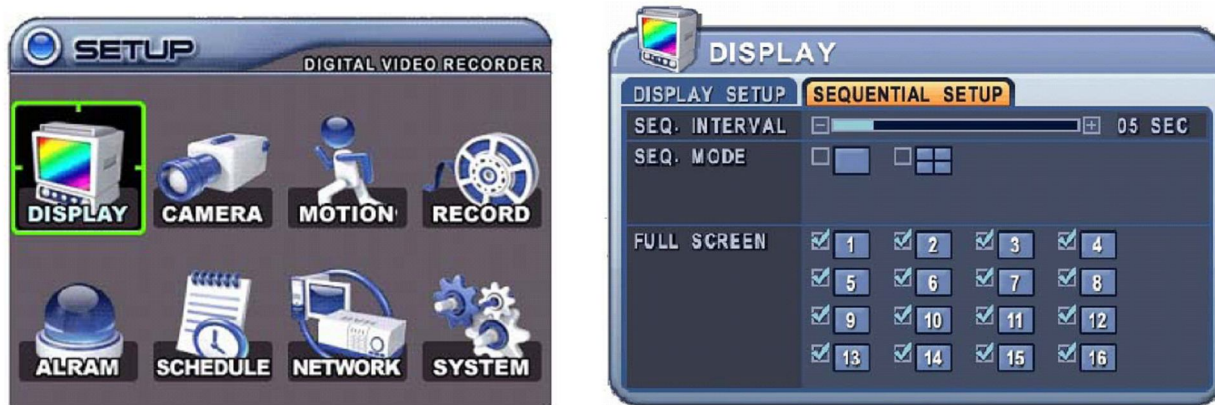 SETUP
DIGITAL VIDEO RECORDER
DISPLAY CAMERA MOTION RECORD
ALRAM SCHEDULE NETWORK SYSTEM
DISPLAY
DISPLAY SETUP SEQUENTIAL SETUP
SEQ. INTERVAL 05 SEC
SEQ. MODE
FULL SCREEN 1 2 3 4
5 6 7 8
9 10 11 12
13 14 15 16